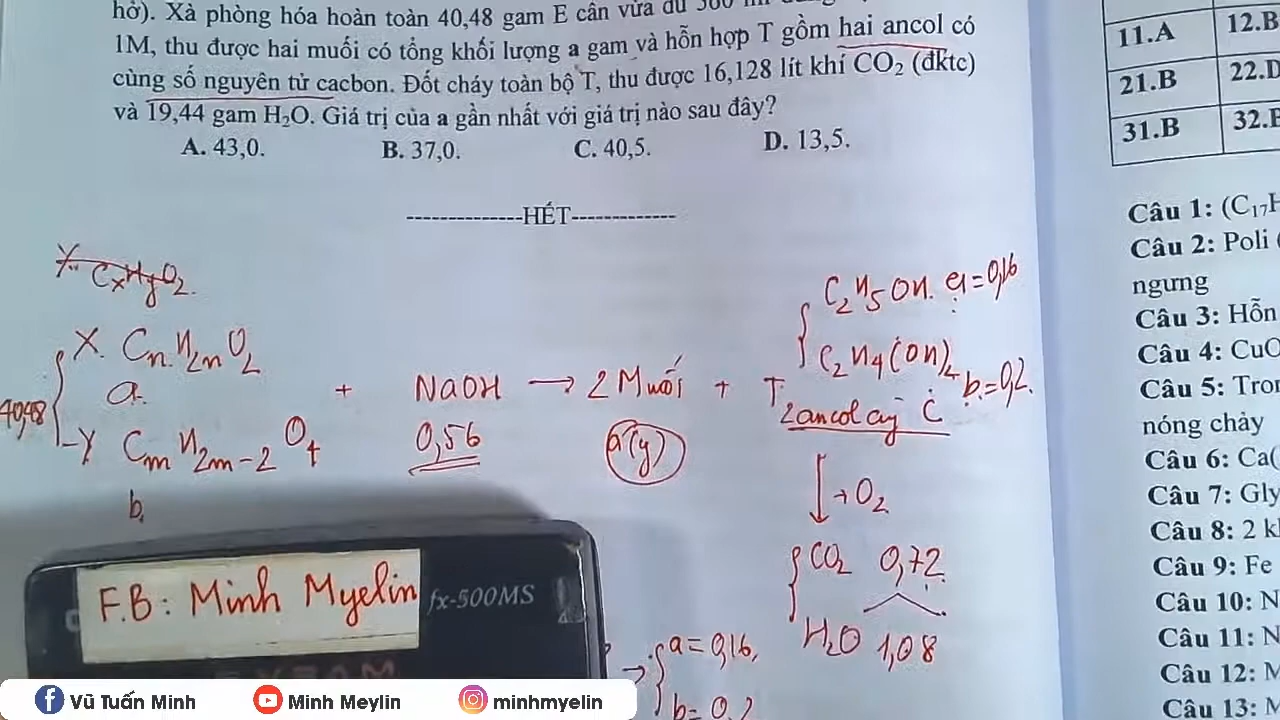 hở). Xà phòng hóa hoàn toàn 40,48 gam E cần vừa đủ 560 ml
1M, thu được hai muối có tổng khối lượng a gam và hỗn hợp T gồm hai ancol có
cùng số nguyên tử cacbon. Đốt cháy toàn bộ T, thu được 16,128 lít khí CO₂ (đktc)
và 19,44 gam H₂O. Giá trị của a gần nhất với giá trị nào sau đây?
A. 43,0. B. 37,0. C. 40,5. D. 13,5.
--------------HẾT-------------
CxHyO2.
40,48
X. CnH2nO2
a.
Y CmH2m-2O4
b.
+ NaOH → 2 Muối + T
0,56
a(g)
2 ancol cùng C
C2H5OH. a=0,16
C2H4(OH)2 b=0,2.
↓ +O2
CO2 0,72
H2O 1,08
→ a=0,16,
b=0,2
F.B: Minh Myelin
fx-500MS
Vũ Tuấn Minh
Minh Meylin
minhmyelin
11.A 12.B
21.B 22.D
31.B 32.
Câu 1: (C₁₇H
Câu 2: Poli (
ngưng
Câu 3: Hỗn
Câu 4: CuO
Câu 5: Tron
nóng chảy
Câu 6: Ca(
Câu 7: Gly
Câu 8: 2 k
Câu 9: Fe
Câu 10: N
Câu 11: N
Câu 12: M
Câu 13: M